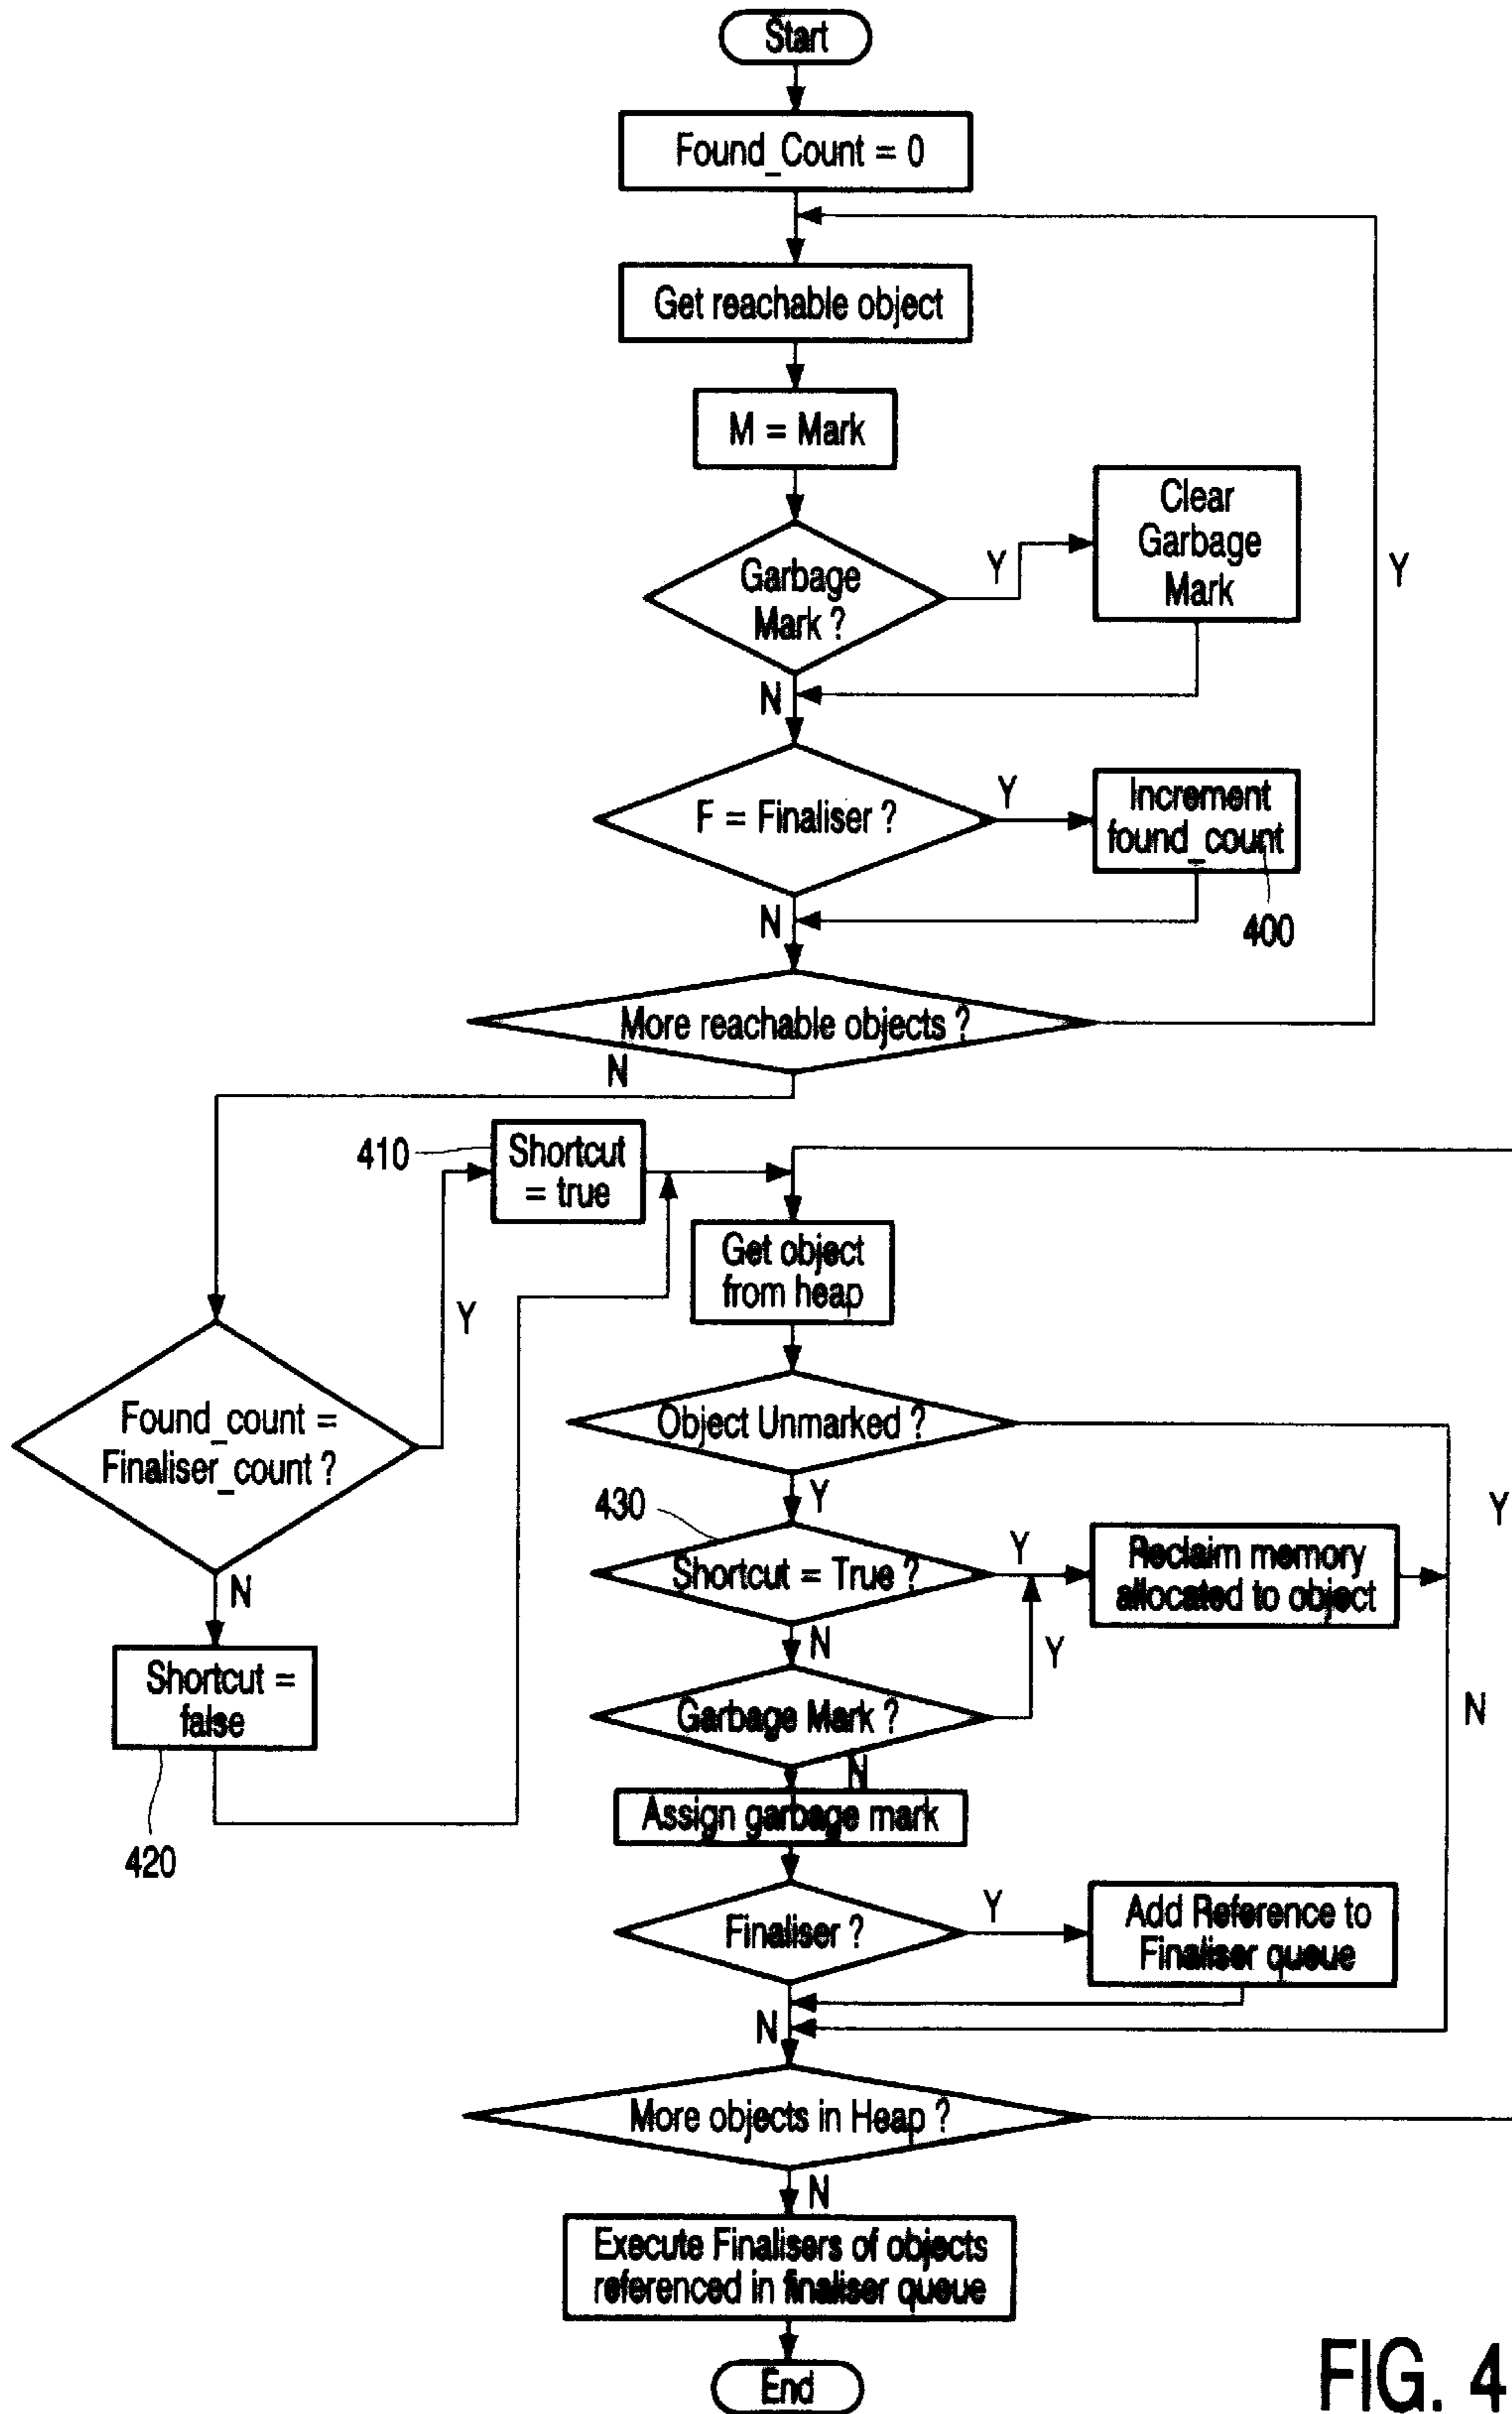 Start
Found_Count = 0
Get reachable object
M = Mark
Garbage
Mark ?
Y
Clear
Garbage
Mark
Y
N
F = Finaliser ?
Y
Increment
found_count
400
N
More reachable objects ?
N
410
Shortcut
= true
Get object
from heap
Y
Found_count =
Finaliser_count ?
Object Unmarked ?
Y
430
Y
Shortcut = True ?
Y
Reclaim memory
allocated to object
N
N
Y
Shortcut =
false
Garbage Mark ?
N
N
Assign garbage mark
420
Finaliser ?
Y
Add Reference to
Finaliser queue
N
More objects in Heap ?
N
Execute Finalisers of objects
referenced in finaliser queue
End
FIG. 4